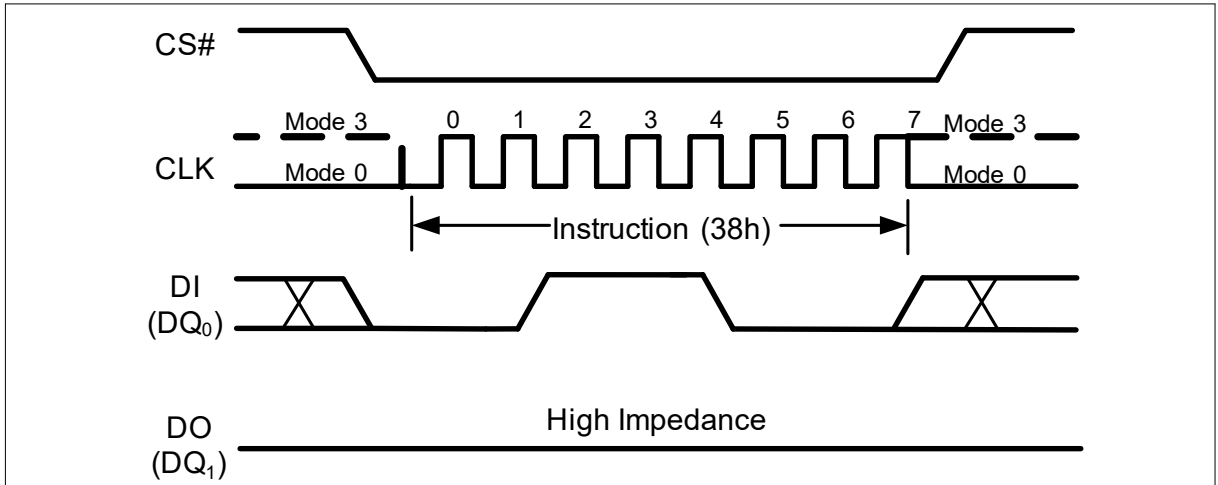 CS#
Mode 3 0 1 2 3 4 5 6 7 Mode 3
CLK
Mode 0 Mode 0
Instruction (38h)
DI
(DQ₀)
High Impedance
DO
(DQ₁)